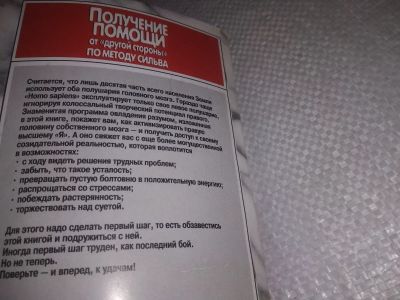 Получение
помощи
от «другой стороны»
по методу Сильва
Считается, что лишь десятая часть всего населения Земли
использует оба полушария головного мозга. Гораздо чаще
«Homo sapiens» эксплуатирует только свое левое полушарие,
игнорируя колоссальный творческий потенциал правого.
Знаменитая программа овладения разумом, изложенная
в этой книге, покажет вам, как активизировать правую
половину собственного мозга — и получить доступ к своему
высшему «Я». А оно свяжет вас с еще более могущественной
созидательной реальностью, которая воплотится
в возможностях:
• с ходу видеть решения трудных проблем;
• забыть, что такое усталость;
• превращать пустую болтовню в положительную энергию;
• распрощаться со стрессами;
• побеждать растерянность;
• торжествовать над суетой.
Для этого надо сделать первый шаг, то есть обзавестись
этой книгой и подружиться с ней.
Иногда первый шаг труден, как последний бой.
Но не теперь.
Поверьте — и вперед, к удачам!